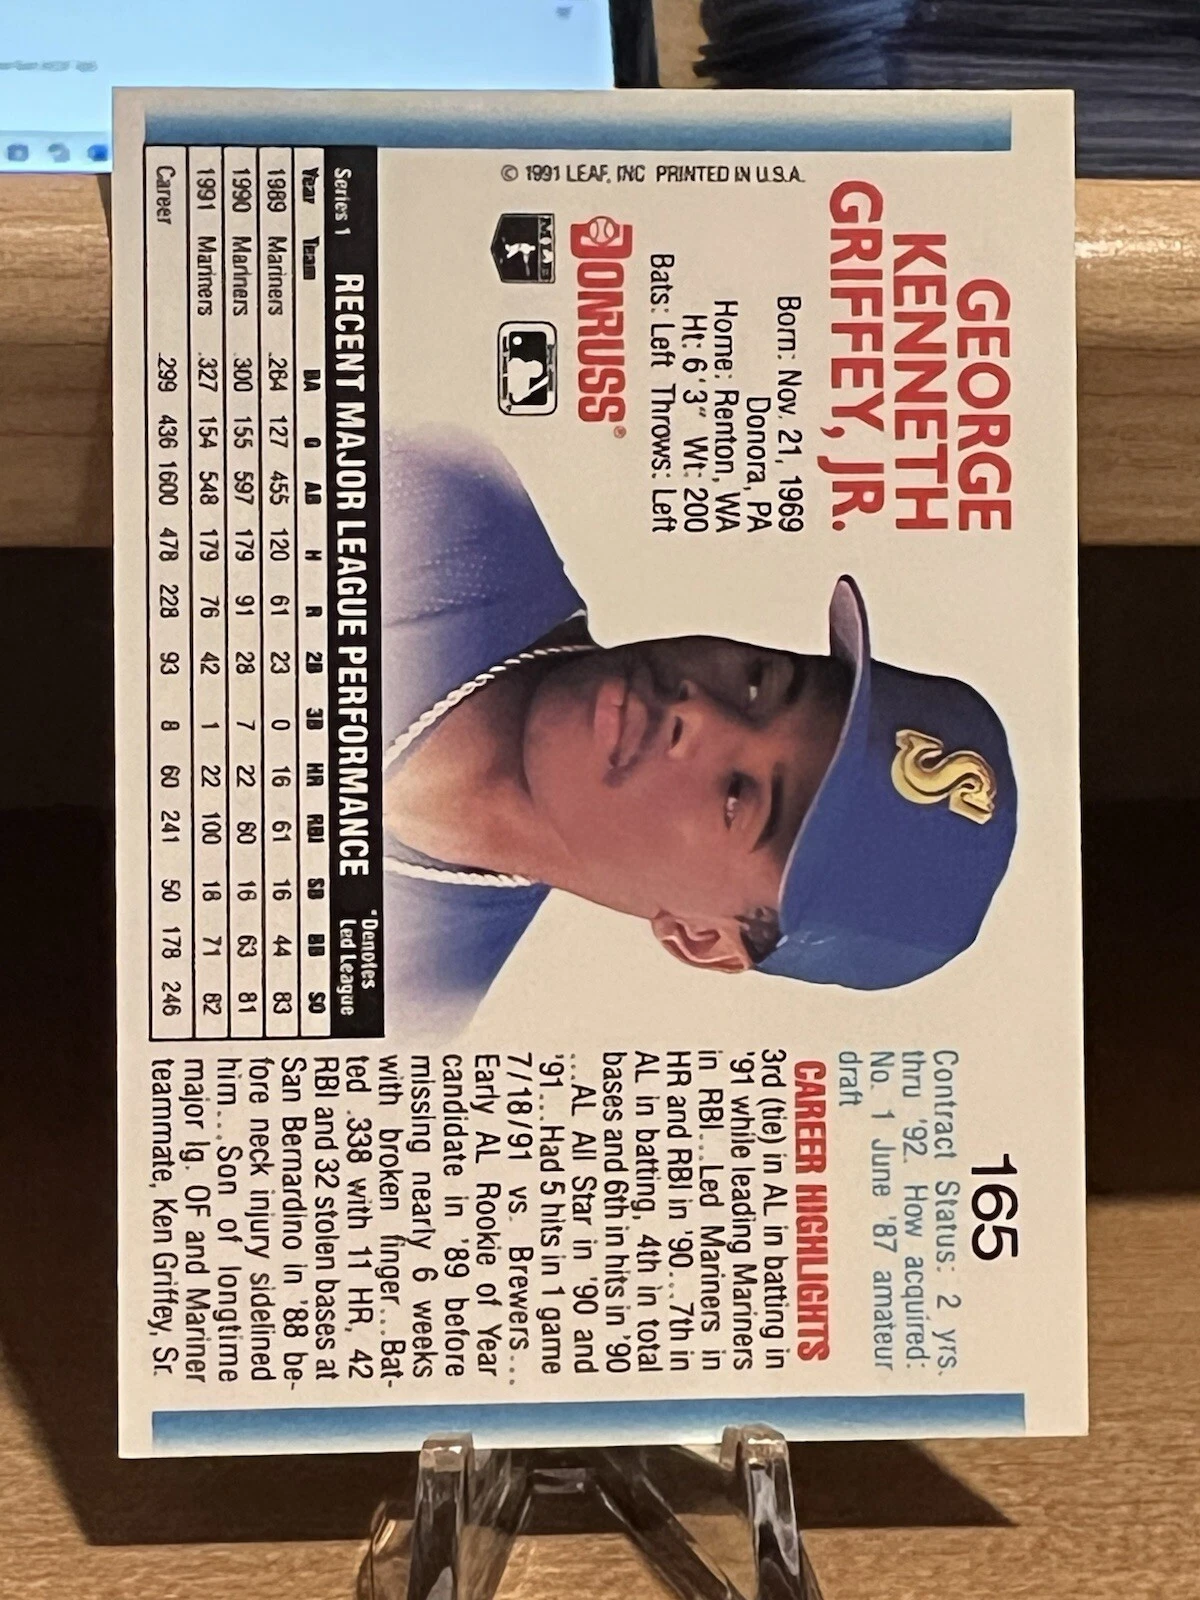 GEORGE
KENNETH
GRIFFEY, JR.
Born: Nov. 21, 1969
Donora, PA
Home: Renton, WA
Ht: 6'3" Wt: 200
Bats: Left Throws: Left
DONRUSS®
MLBPA
© 1991 LEAF, INC PRINTED IN U.S.A.
S
165
Contract Status: 2 yrs.
thru '92. How acquired:
No. 1 June '87 amateur
draft
CAREER HIGHLIGHTS
3rd (tie) in AL in batting in
'91 while leading Mariners
in RBI...Led Mariners in
HR and RBI in '90...7th in
AL in batting, 4th in total
bases and 6th in hits in '90
...AL All Star in '90 and
'91...Had 5 hits in 1 game
7/18/91 vs. Brewers...
Early AL Rookie of Year
candidate in '89 before
missing nearly 6 weeks
with broken finger...Bat-
ted .338 with 11 HR, 42
RBI and 32 stolen bases at
San Bernardino in '88 be-
fore neck injury sidelined
him...Son of longtime
major lg. OF and Mariner
teammate, Ken Griffey, Sr.
Series 1 RECENT MAJOR LEAGUE PERFORMANCE *Denotes Led League
Year Team BA G AB H R 2B 3B HR RBI SB BB SO
1989 Mariners .264 127 455 120 61 23 0 16 61 16 44 83
1990 Mariners .300 155 597 179 91 28 7 22 80 16 63 81
1991 Mariners .327 154 548 179 76 42 1 22 100 18 71 82
Career .299 436 1600 478 228 93 8 60 241 50 178 246